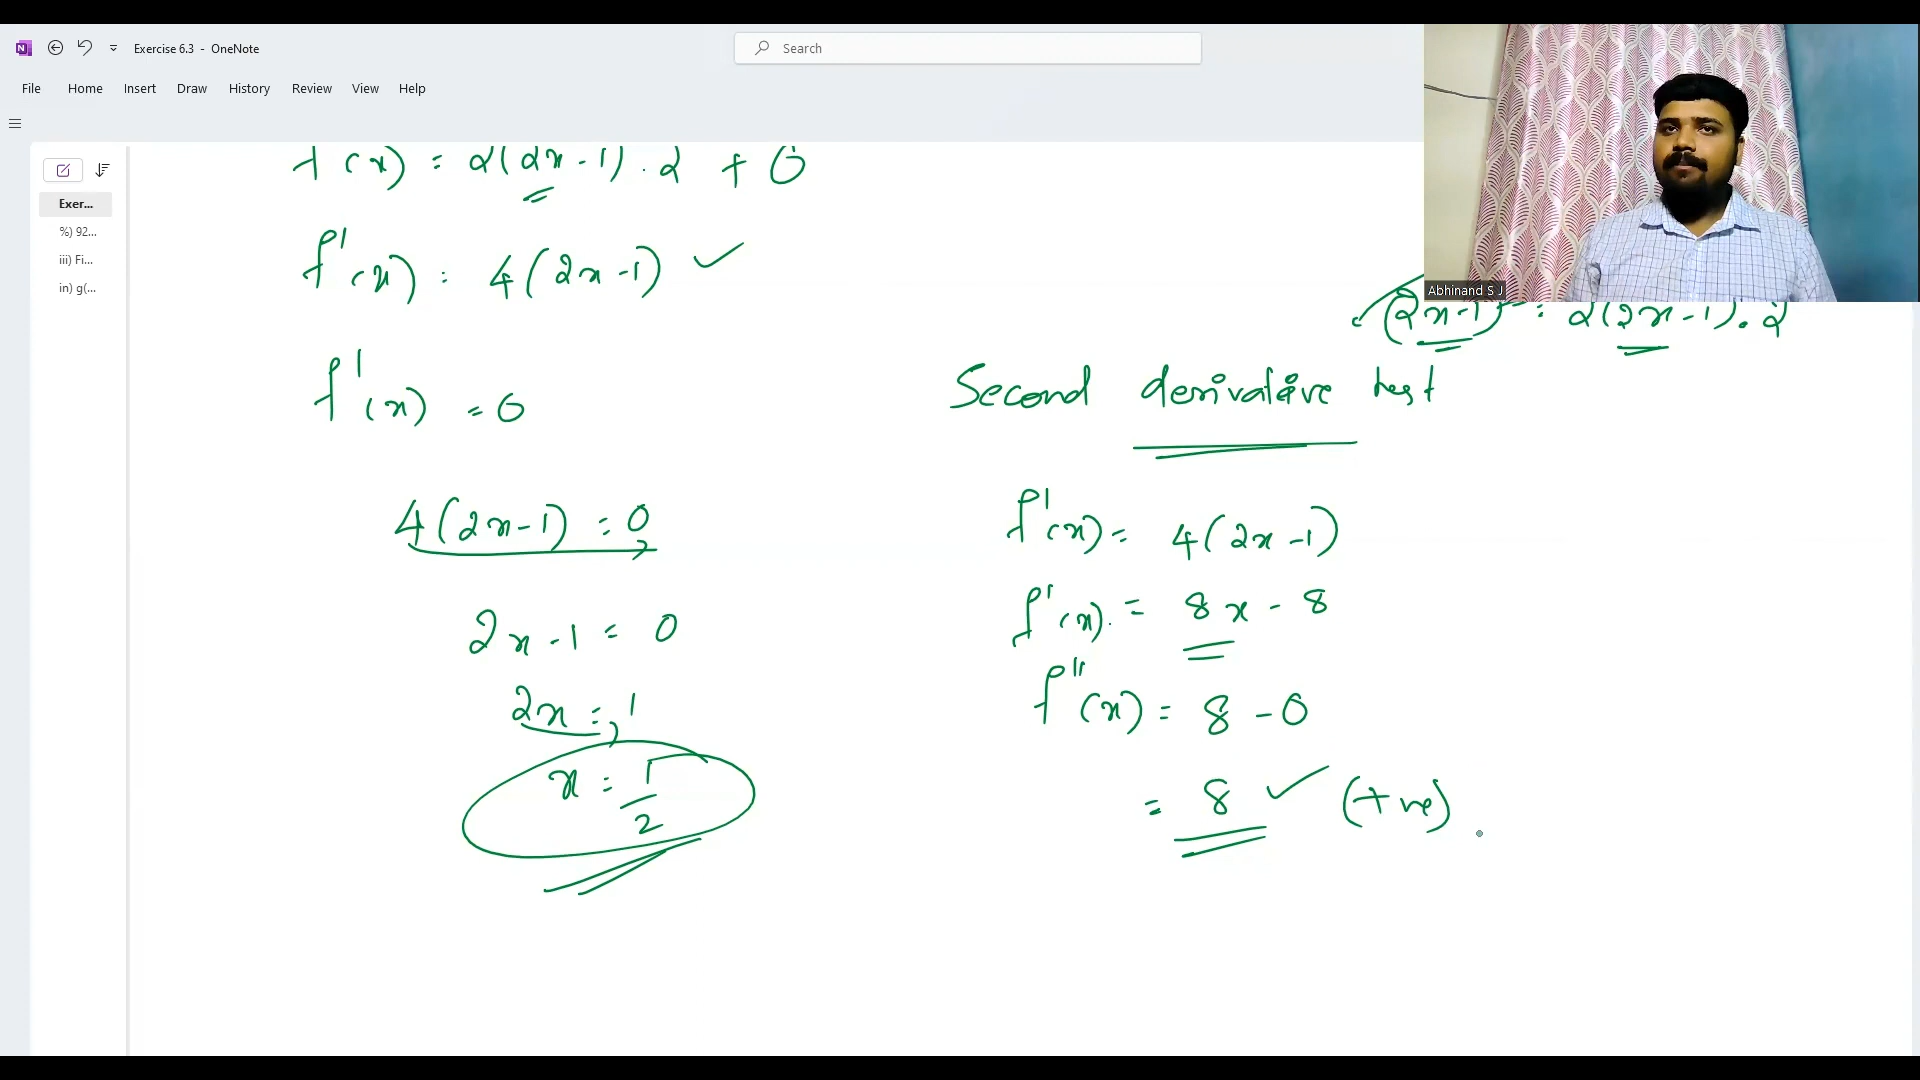 Exercise 6.3 - OneNote
Search
File Home Insert Draw History Review View Help
Exer...
%) 92...
iii) Fi...
in) g(...
Abhinand S J
f'(x) = 2(2x-1) . 2 + 0
f'(x) = 4(2x-1) ✓
f'(x) = 0
4(2x-1) = 0
2x-1 = 0
2x = 1
x = 1/2
(2x-1) = 2(2x-1).2
Second derivative test
f'(x) = 4(2x-1)
f'(x) = 8x - 8
f''(x) = 8 - 0
= 8 ✓ (+ve)